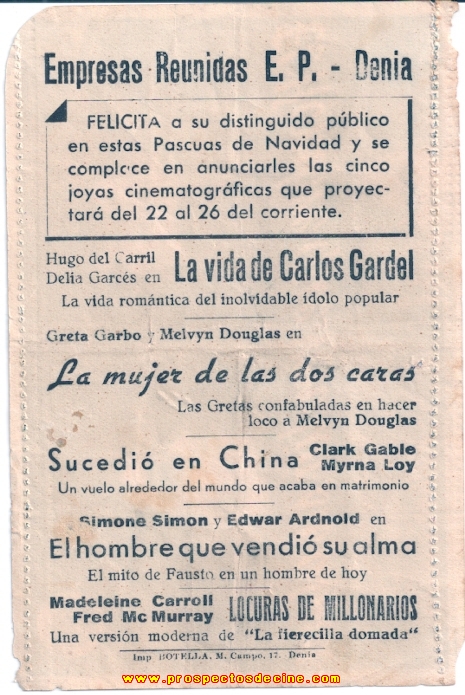 Empresas Reunidas E. P. - Denia
FELICITA a su distinguido público
en estas Pascuas de Navidad y se
complace en anunciarles las cinco
joyas cinematográficas que proyec-
tará del 22 al 26 del corriente.
Hugo del Carril
Delia Garcés en La vida de Carlos Gardel
La vida romántica del inolvidable ídolo popular
Greta Garbo y Melvyn Douglas en
La mujer de las dos caras
Las Gretas confabuladas en hacer
loco a Melvyn Douglas
Sucedió en China Clark Gable
Myrna Loy
Un vuelo alrededor del mundo que acaba en matrimonio
Simone Simon y Edwar Ardnold en
El hombre que vendió su alma
El mito de Fausto en un hombre de hoy
Madeleine Carroll
Fred Mc Murray LOCURAS DE MILLONARIOS
Una versión moderna de "La fierecilla domada"
Imp BOTELLA, M. Campo, 17. Denia
www.prospectosdecine.com